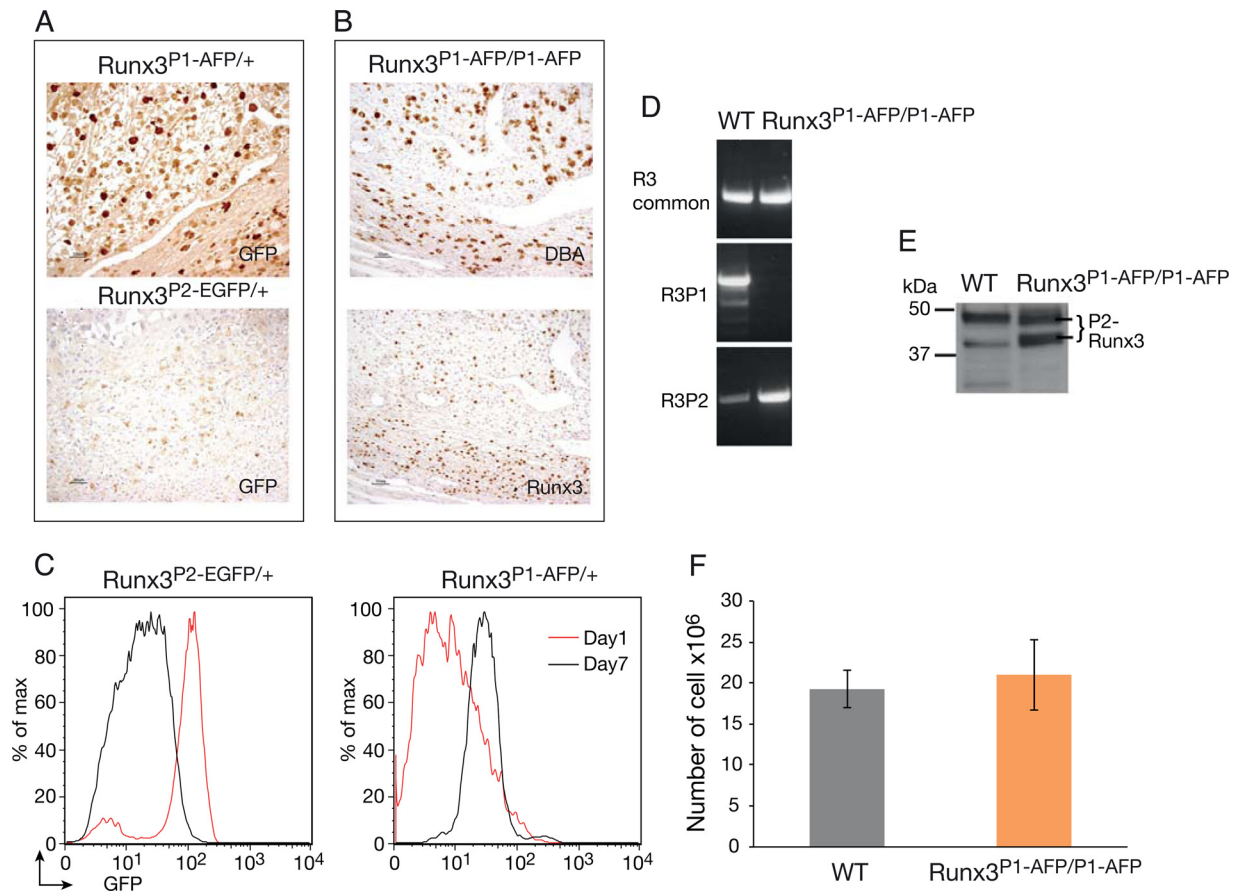 A
Runx3P1-AFP/+
GFP
Runx3P2-EGFP/+
GFP
B
Runx3P1-AFP/P1-AFP
DBA
Runx3
C
Runx3P2-EGFP/+
% of max
100
80
60
40
20
0
0 101 102 103 104
GFP
Runx3P1-AFP/+
Day1
Day7
% of max
100
80
60
40
20
0
0 101 102 103 104
D
WT Runx3P1-AFP/P1-AFP
R3
common
R3P1
R3P2
E
kDa WT Runx3P1-AFP/P1-AFP
50
37
P2-
Runx3
F
Number of cell x106
30
25
20
15
10
5
0
WT Runx3P1-AFP/P1-AFP